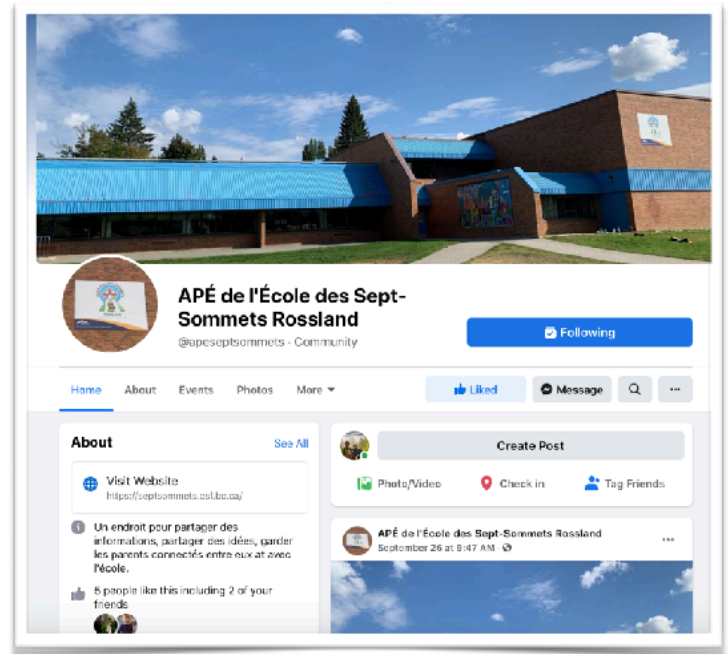 APÉ de l'École des Sept-
Sommets Rossland
@apeseptsommets · Community
Following
Home About Events Photos More
Liked Message
About See All
Visit Website
https://septsommets.csf.bc.ca/
Un endroit pour partager des
informations, partager des idées, garder
les parents connectés entre eux at avec
l'école.
5 people like this including 2 of your
friends
Create Post
Photo/Video Check in Tag Friends
APÉ de l'École des Sept-Sommets Rossland
September 26 at 9:47 AM ·